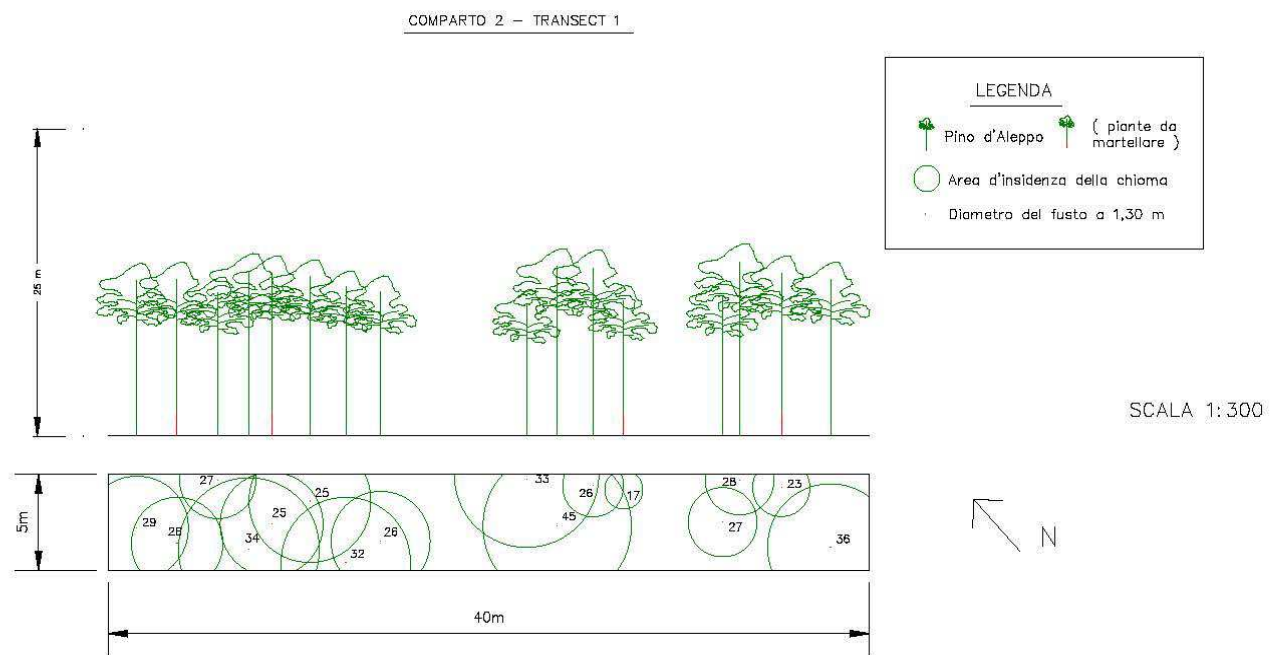 COMPARTO 2 - TRANSECT 1
LEGENDA
Pino d'Aleppo
( piante da
martellare )
Area d'insidenza della chioma
Diametro del fusto a 1,30 m
25 m
SCALA 1:300
5m
27
25
33
26
17
28
23
29
28
25
45
27
34
32
26
36
N
40m